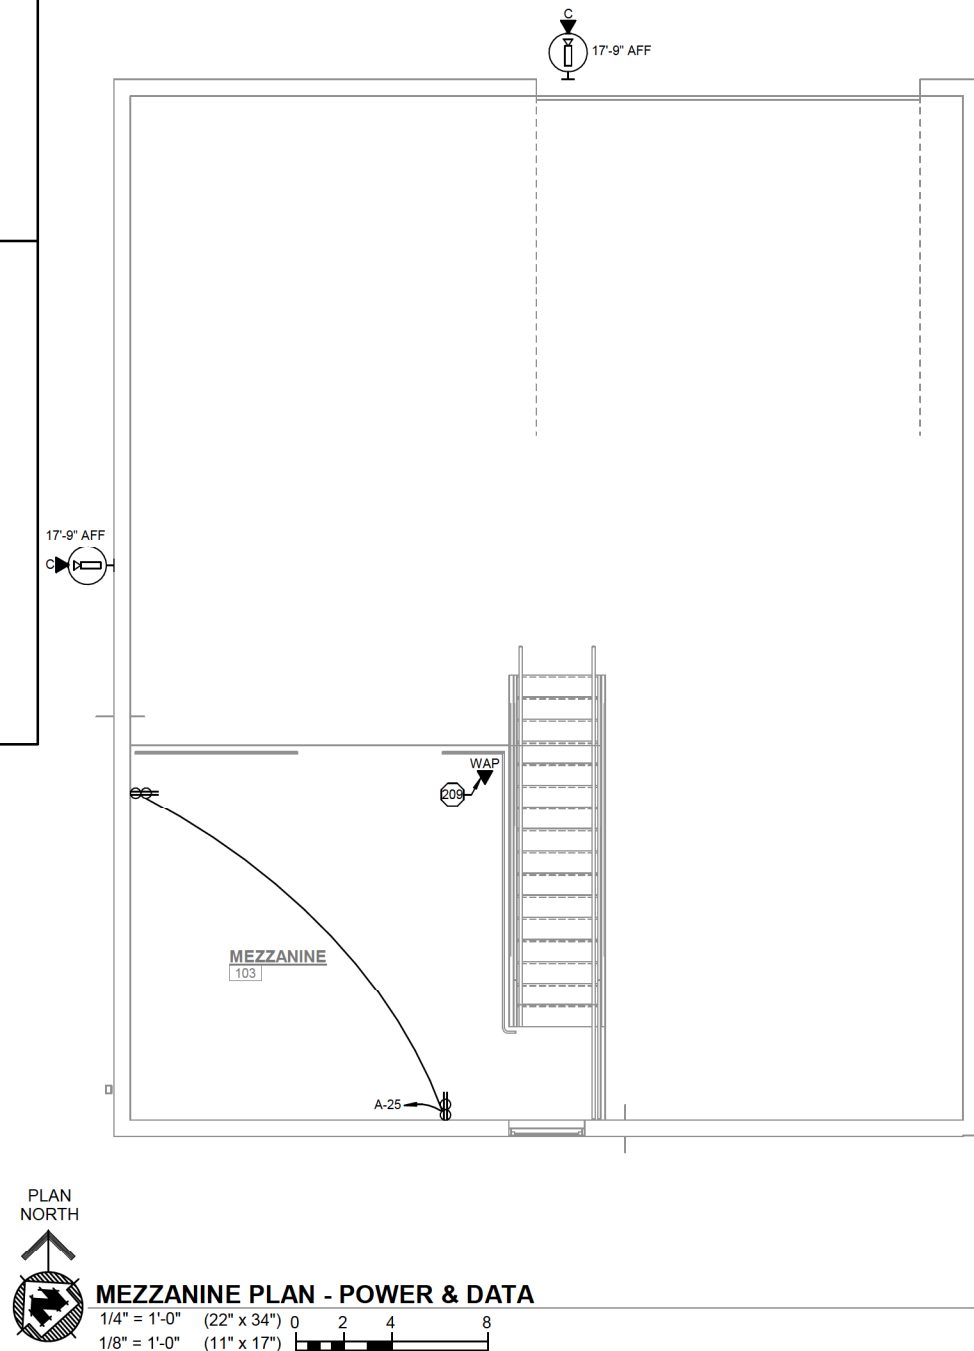 C
17'-9" AFF
17'-9" AFF
C
WAP
209
MEZZANINE
103
A-25
PLAN
NORTH
MEZZANINE PLAN - POWER & DATA
1/4" = 1'-0" (22" x 34") 0 2 4 8
1/8" = 1'-0" (11" x 17")